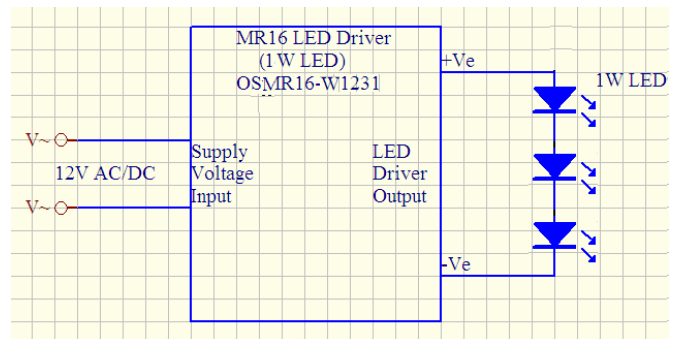 MR16 LED Driver
(1W LED)
OSMR16-W1231
+Ve
1W LED
V~
Supply
Voltage
Input
LED
Driver
Output
12V AC/DC
V~
-Ve